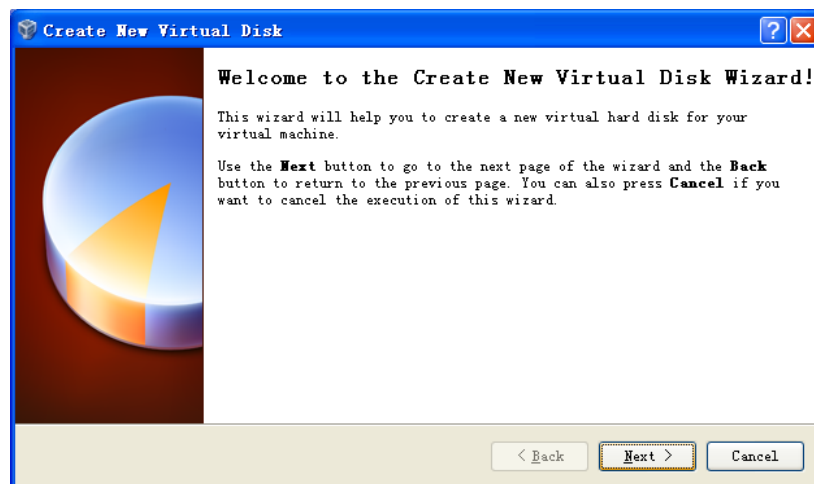 Create New Virtual Disk
Welcome to the Create New Virtual Disk Wizard!
This wizard will help you to create a new virtual hard disk for your
virtual machine.
Use the Next button to go to the next page of the wizard and the Back
button to return to the previous page. You can also press Cancel if you
want to cancel the execution of this wizard.
< Back Next > Cancel